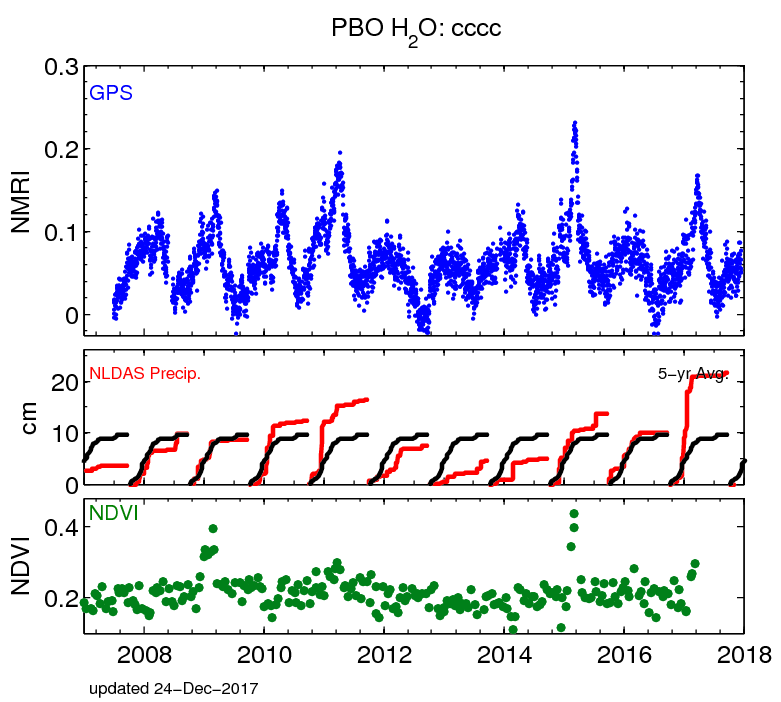 PBO H2O: cccc
0.3
GPS
0.2
NMRI
0.1
0
NLDAS Precip.
5−yr Avg.
20
cm
10
0
NDVI
0.4
NDVI
0.2
2008 2010 2012 2014 2016 2018
updated 24−Dec−2017